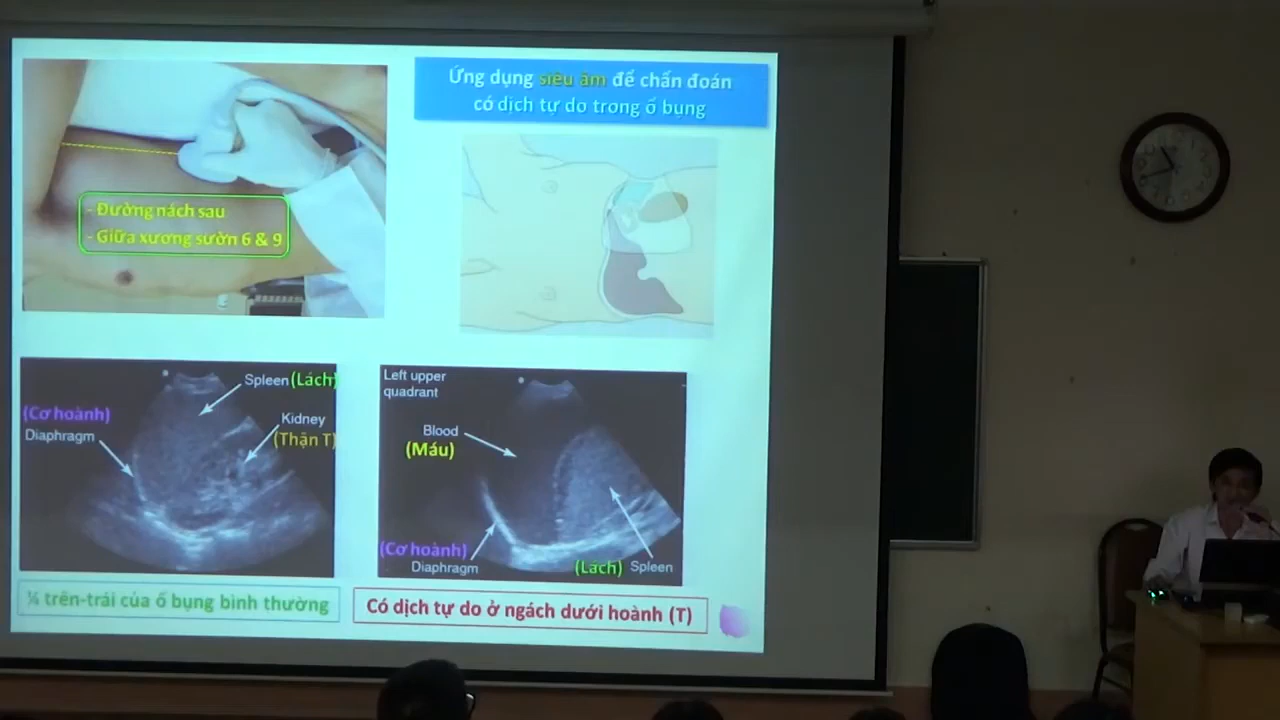 Ứng dụng siêu âm để chẩn đoán
có dịch tự do trong ổ bụng
- Đường nách sau
- Giữa xương sườn 6 & 9
Spleen (Lách)
(Cơ hoành)
Diaphragm
Kidney
(Thận T)
Left upper
quadrant
Blood
(Máu)
(Cơ hoành)
Diaphragm
(Lách) Spleen
¼ trên-trái của ổ bụng bình thường
Có dịch tự do ở ngách dưới hoành (T)